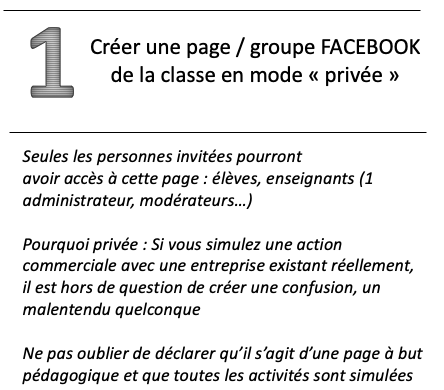 1
Créer une page / groupe FACEBOOK
de la classe en mode « privée »
Seules les personnes invitées pourront
avoir accès à cette page : élèves, enseignants (1
administrateur, modérateurs…)
Pourquoi privée : Si vous simulez une action
commerciale avec une entreprise existant réellement,
il est hors de question de créer une confusion, un
malentendu quelconque
Ne pas oublier de déclarer qu’il s’agit d’une page à but
pédagogique et que toutes les activités sont simulées